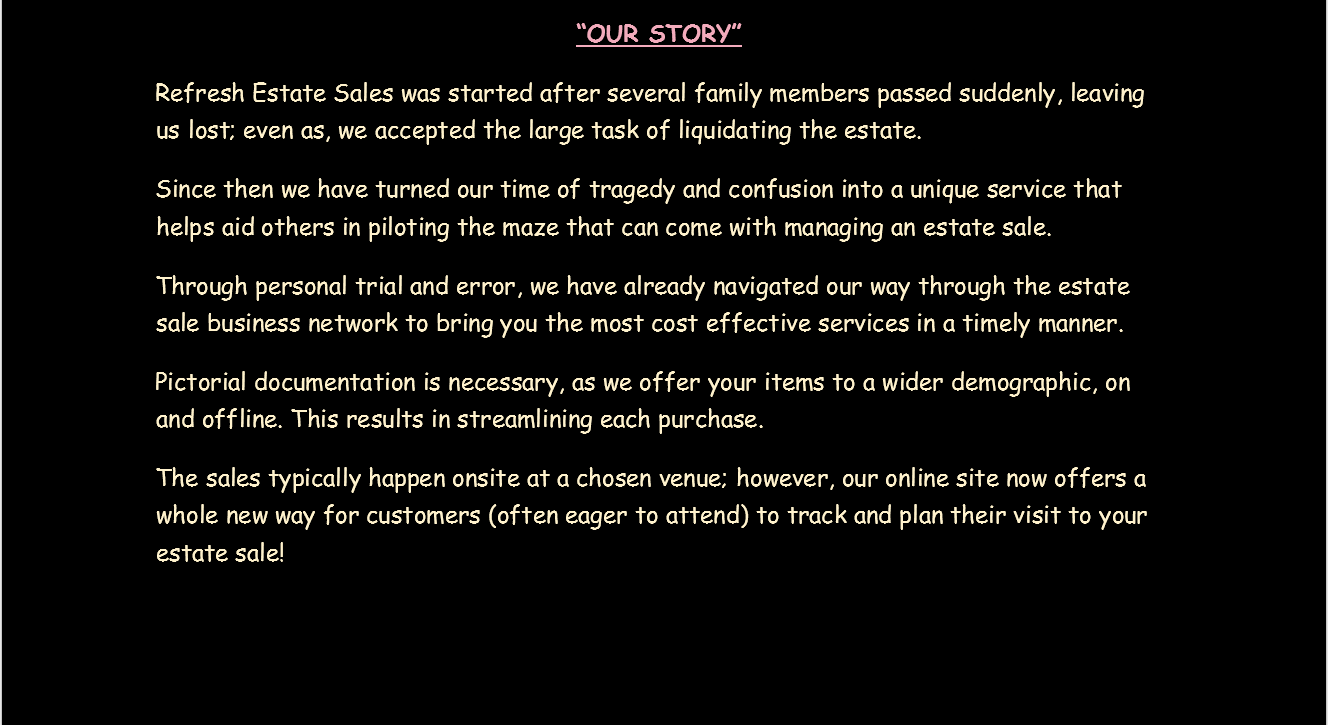 “OUR STORY”
Refresh Estate Sales was started after several family members passed suddenly, leaving
us lost; even as, we accepted the large task of liquidating the estate.
Since then we have turned our time of tragedy and confusion into a unique service that
helps aid others in piloting the maze that can come with managing an estate sale.
Through personal trial and error, we have already navigated our way through the estate
sale business network to bring you the most cost effective services in a timely manner.
Pictorial documentation is necessary, as we offer your items to a wider demographic, on
and offline. This results in streamlining each purchase.
The sales typically happen onsite at a chosen venue; however, our online site now offers a
whole new way for customers (often eager to attend) to track and plan their visit to your
estate sale!